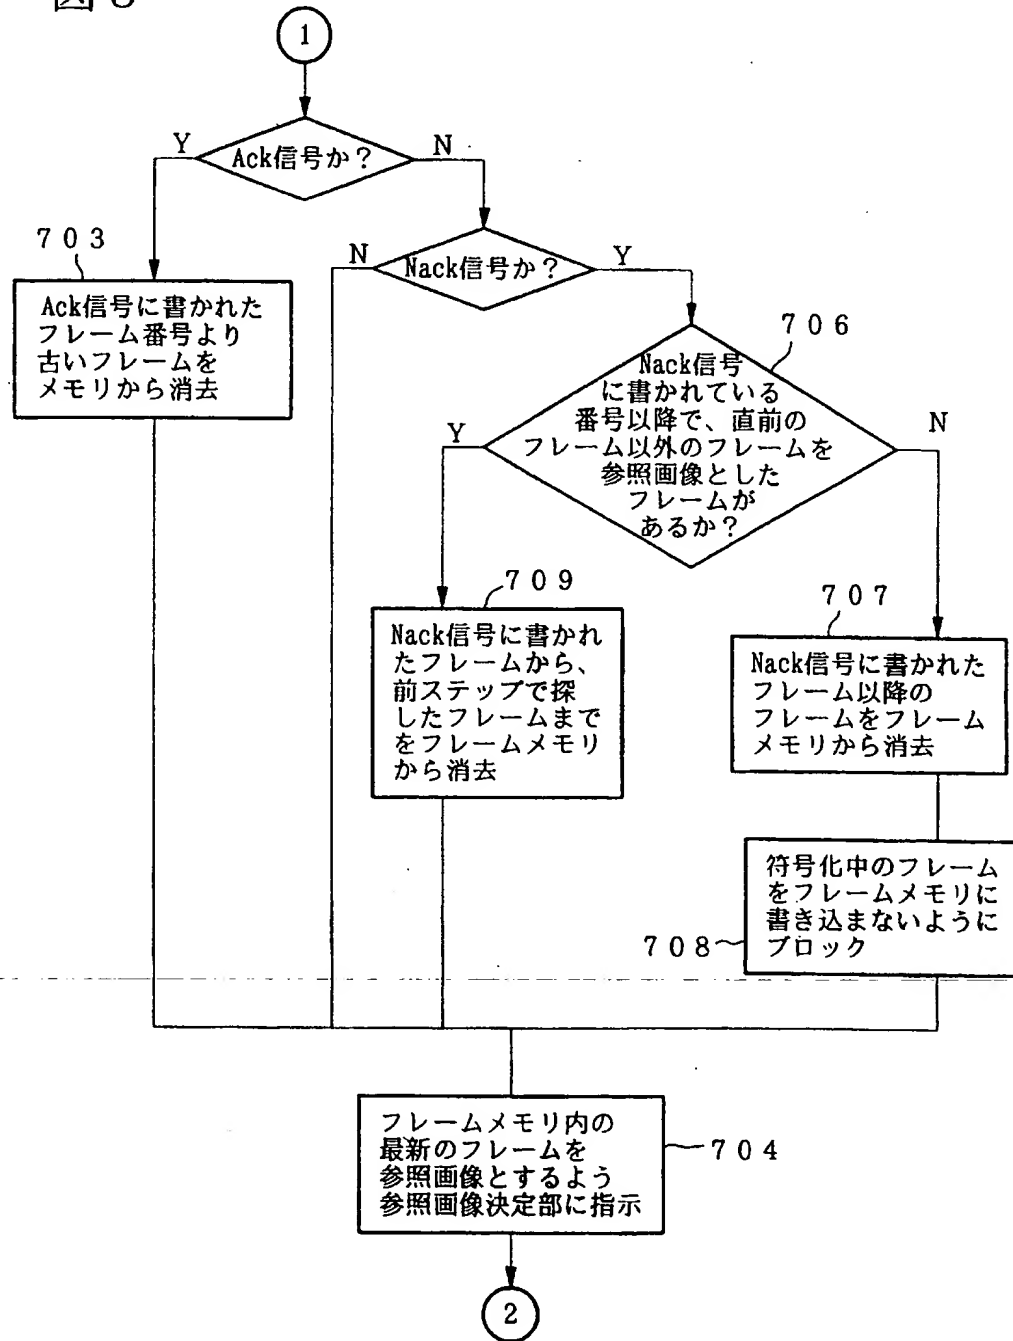 1
Ack信号か？
Y
N
Nack信号か？
N
Y
703
Ack信号に書かれた
フレーム番号より
古いフレームを
メモリから消去
706
Nack信号
に書かれている
番号以降で、直前の
フレーム以外のフレームを
参照画像とした
フレームが
あるか？
Y
N
709
Nack信号に書かれ
たフレームから、
前ステップで探
したフレームまで
をフレームメモリ
から消去
707
Nack信号に書かれた
フレーム以降の
フレームをフレーム
メモリから消去
708
符号化中のフレーム
をフレームメモリに
書き込まないように
ブロック
フレームメモリ内の
最新のフレームを
参照画像とするよう
参照画像決定部に指示
704
2